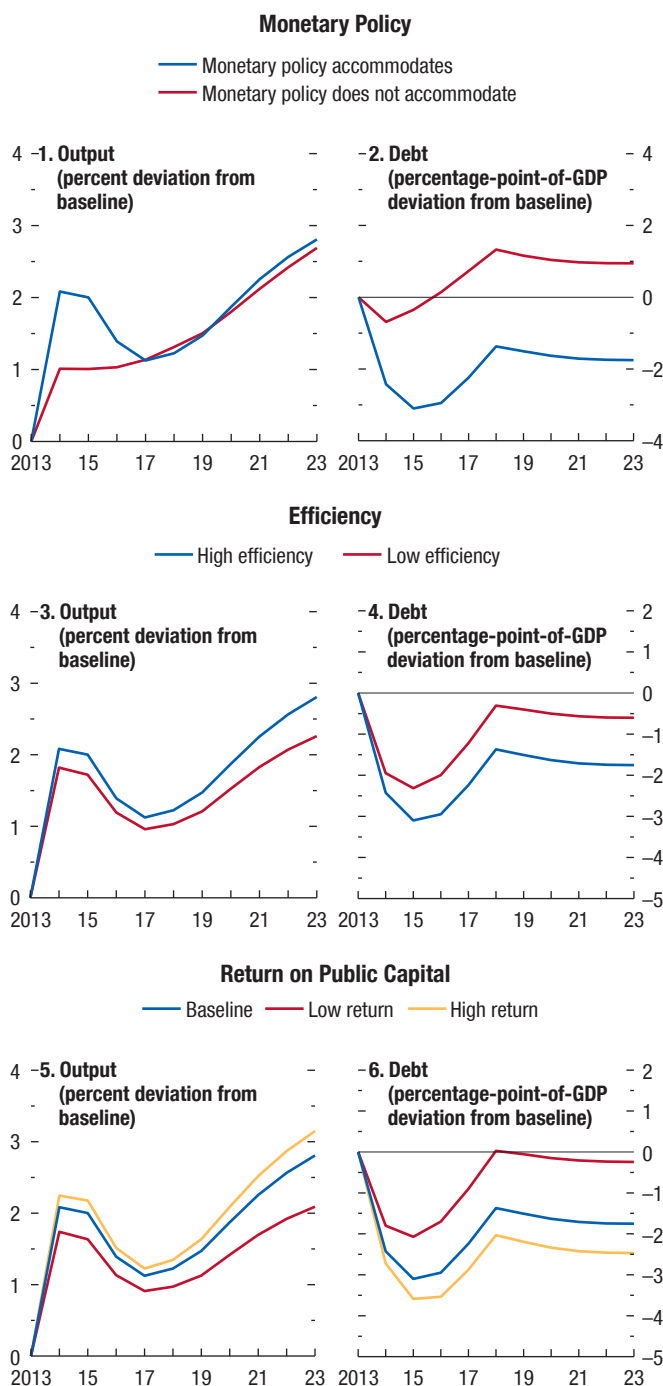 Monetary Policy
Monetary policy accommodates
Monetary policy does not accommodate
1. Output
(percent deviation from
baseline)
4
3
2
1
0
2013 15 17 19 21 23
2. Debt
(percentage-point-of-GDP
deviation from baseline)
4
2
0
–2
–4
2013 15 17 19 21 23
Efficiency
High efficiency Low efficiency
3. Output
(percent deviation from
baseline)
4
3
2
1
0
2013 15 17 19 21 23
4. Debt
(percentage-point-of-GDP
deviation from baseline)
2
1
0
–1
–2
–3
–4
–5
2013 15 17 19 21 23
Return on Public Capital
Baseline Low return High return
5. Output
(percent deviation from
baseline)
4
3
2
1
0
2013 15 17 19 21 23
6. Debt
(percentage-point-of-GDP
deviation from baseline)
2
1
0
–1
–2
–3
–4
–5
2013 15 17 19 21 23